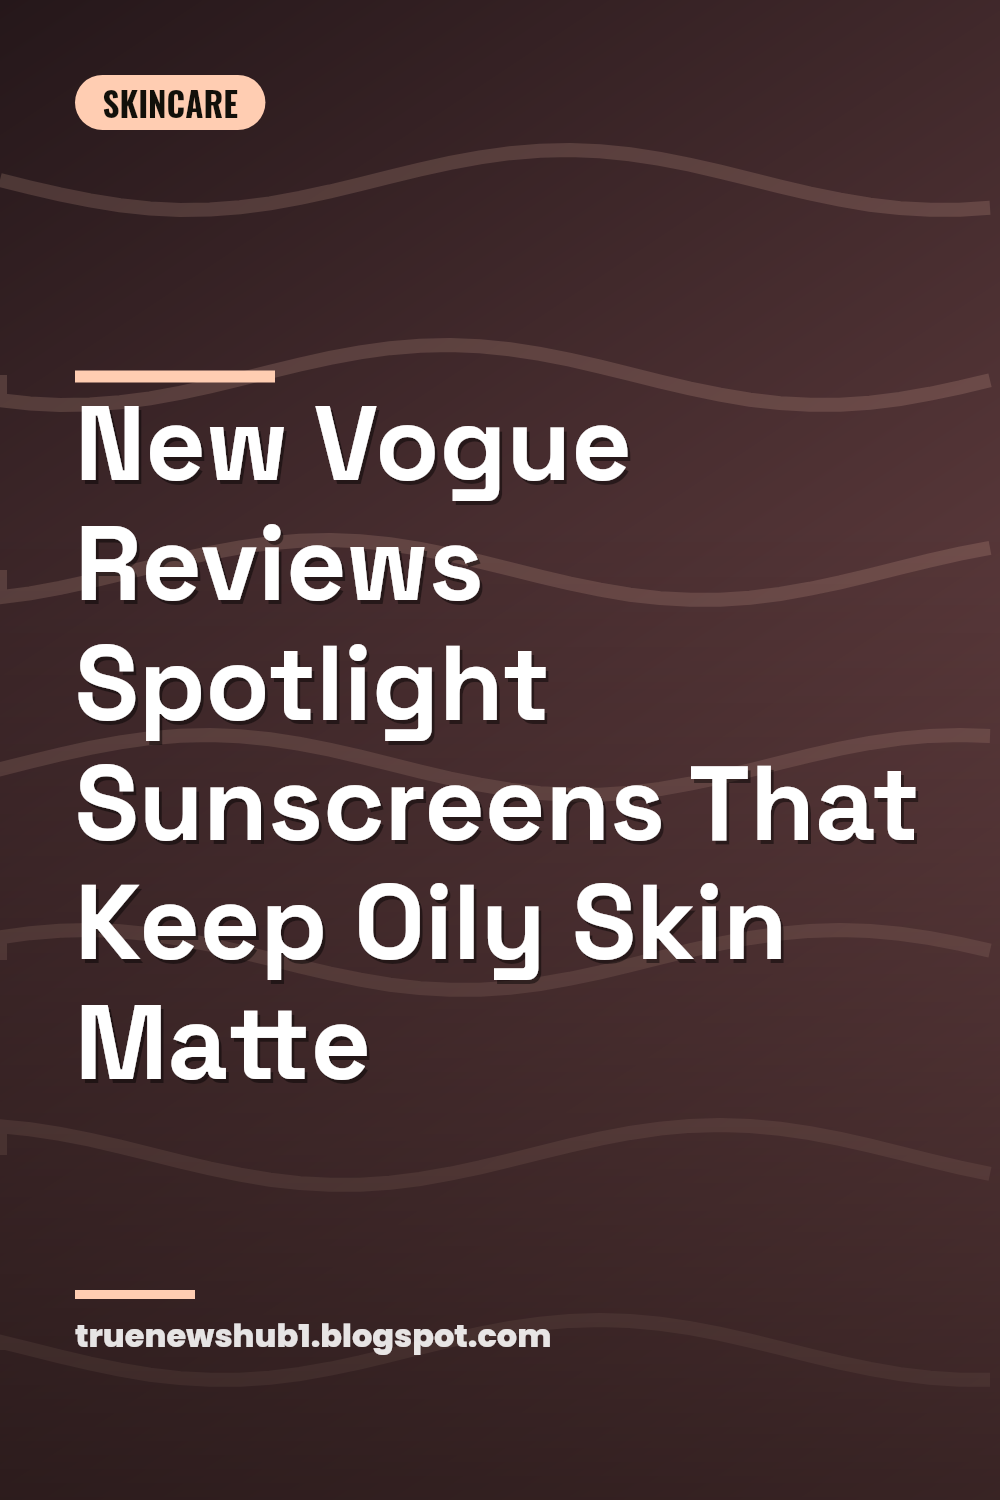 SKINCARE
New Vogue
Reviews
Spotlight
Sunscreens That
Keep Oily Skin
Matte
truenewshub1.blogspot.com